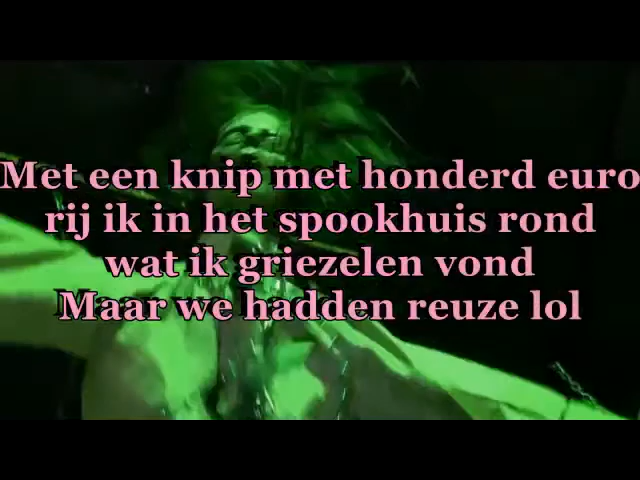 Met een knip met honderd euro
rij ik in het spookhuis rond
wat ik griezelen vond
Maar we hadden reuze lol